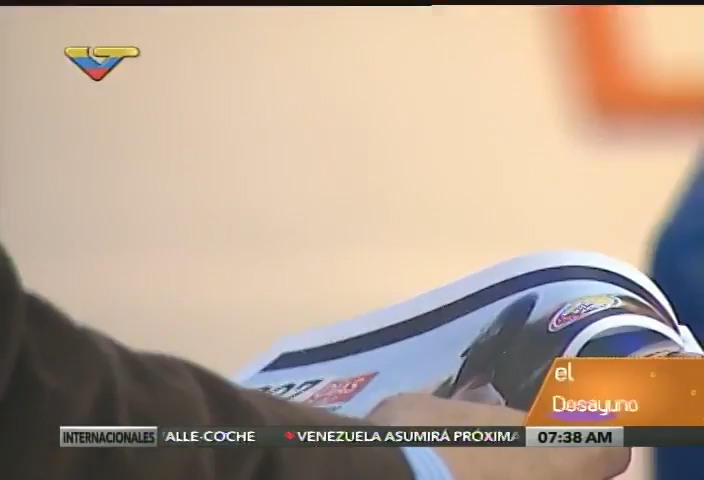 el
Desayuno
INTERNACIONALES ALLE-COCHE VENEZUELA ASUMIRÁ PRÓXIMA 07:38 AM